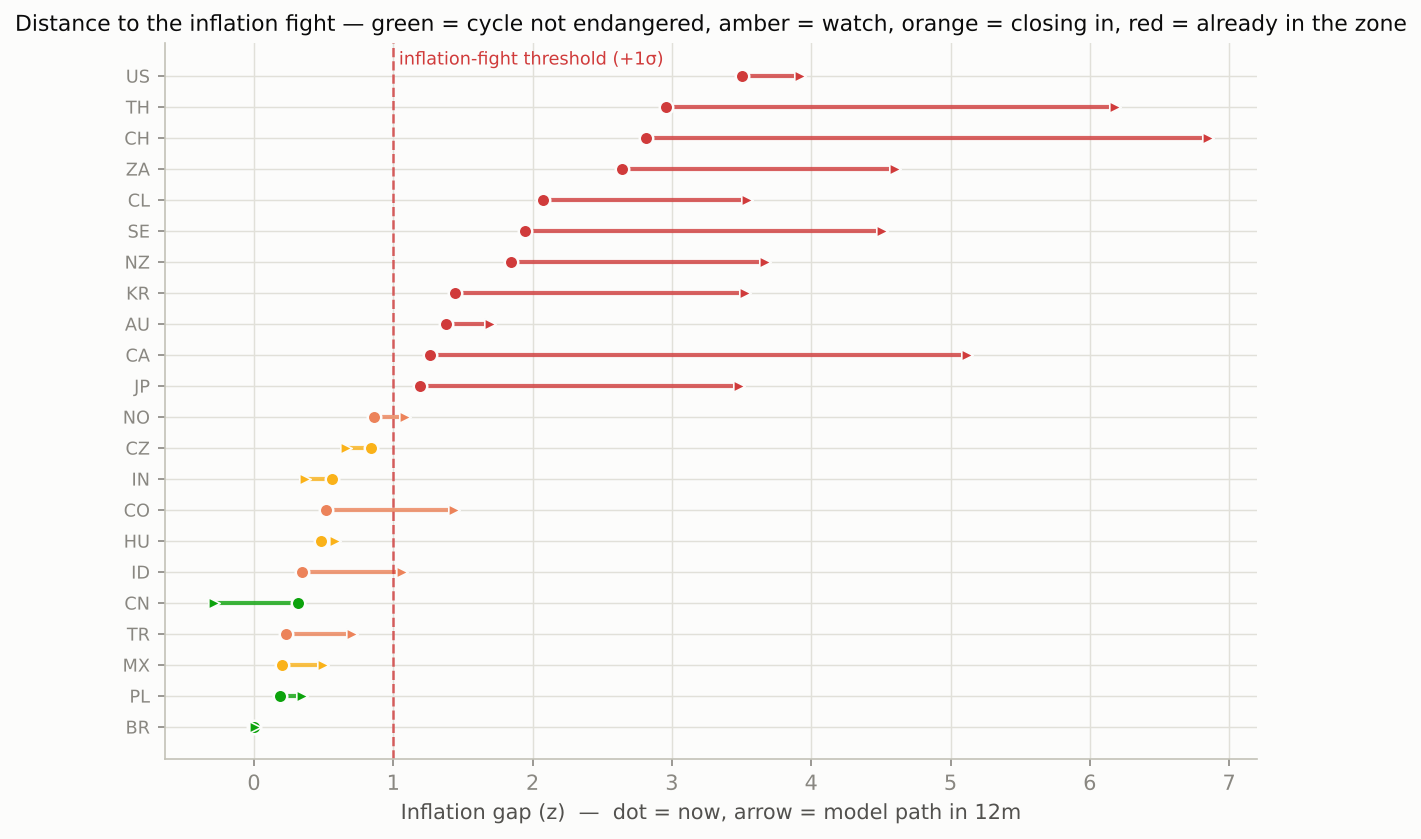 Distance to the inflation fight — green = cycle not endangered, amber = watch, orange = closing in, red = already in the zone
inflation-fight threshold (+1σ)
US
TH
CH
ZA
CL
SE
NZ
KR
AU
CA
JP
NO
CZ
IN
CO
HU
ID
CN
TR
MX
PL
BR
0 1 2 3 4 5 6 7
Inflation gap (z) — dot = now, arrow = model path in 12m